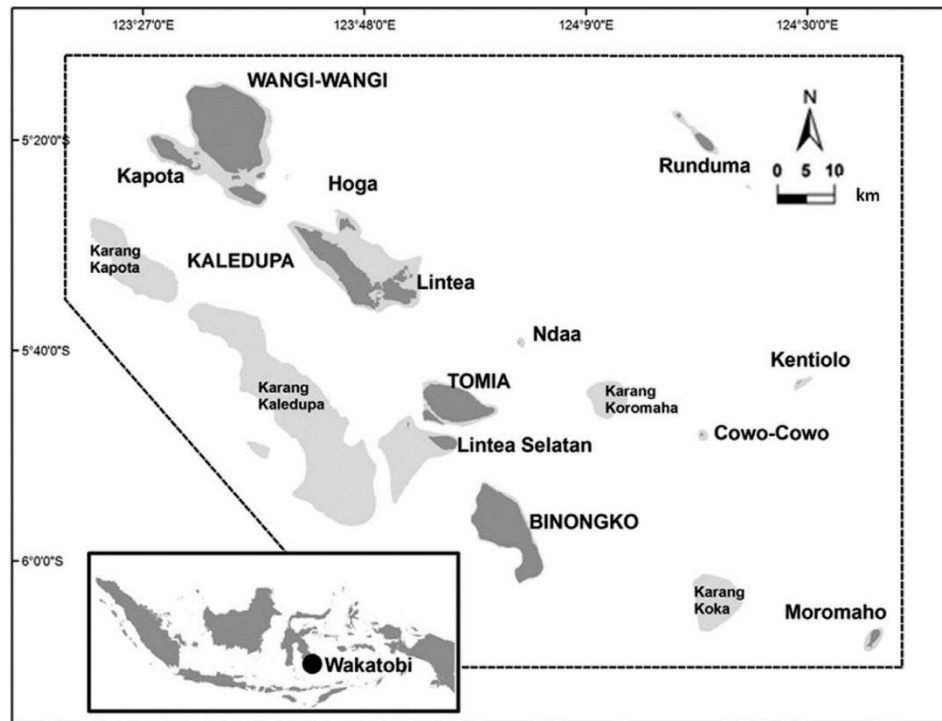 123°27'0"E
123°48'0"E
124°9'0"E
124°30'0"E
WANGI-WANGI
N
5°20'0"S
Runduma
0 5 10
km
Kapota
Hoga
Karang
Kapota
KALEDUPA
Lintea
5°40'0"S
Ndaa
Kentiolo
TOMIA
Karang
Kaledupa
Karang
Koromaha
Cowo-Cowo
Lintea Selatan
BINONGKO
6°0'0"S
Karang
Koka
Moromaho
Wakatobi